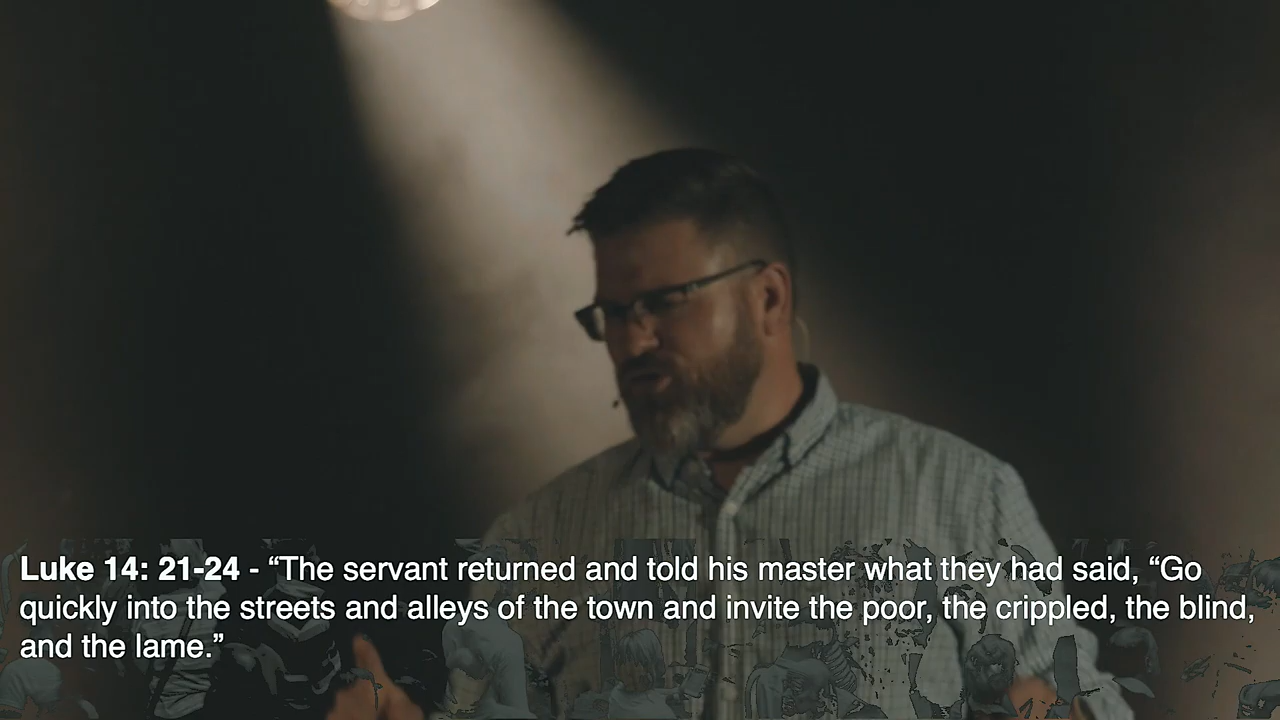 Luke 14: 21-24 - “The servant returned and told his master what they had said, “Go
quickly into the streets and alleys of the town and invite the poor, the crippled, the blind,
and the lame.”